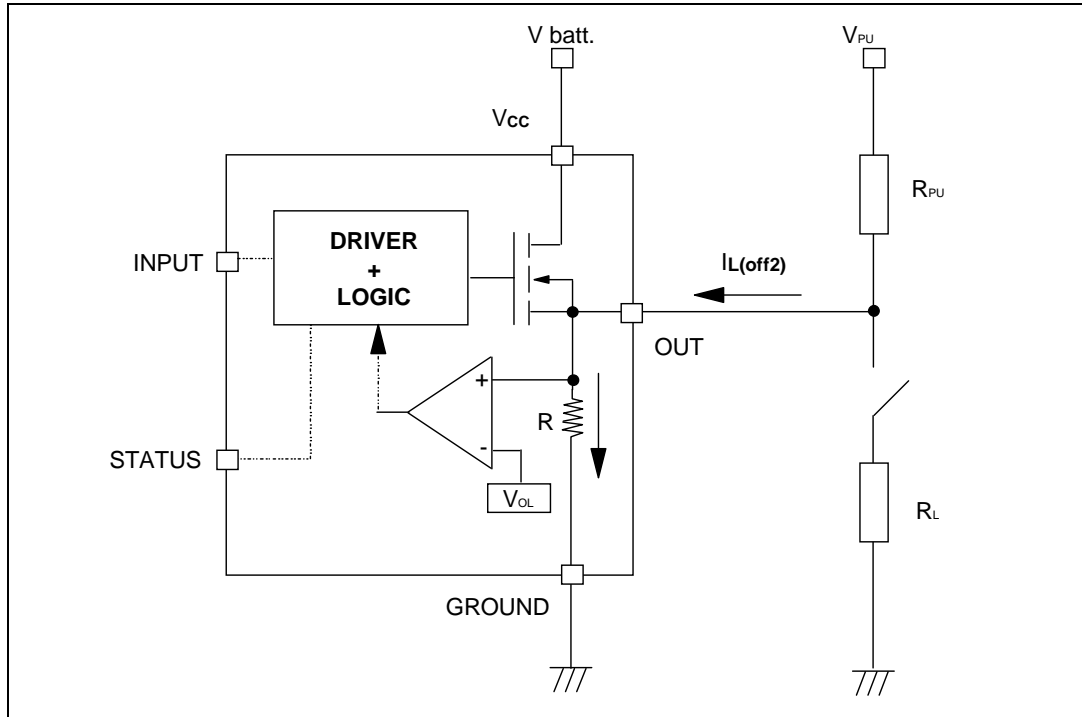 V batt.
VPU
VCC
RPU
DRIVER
+
LOGIC
INPUT
IL(off2)
OUT
+
R
-
STATUS
VOL
RL
GROUND